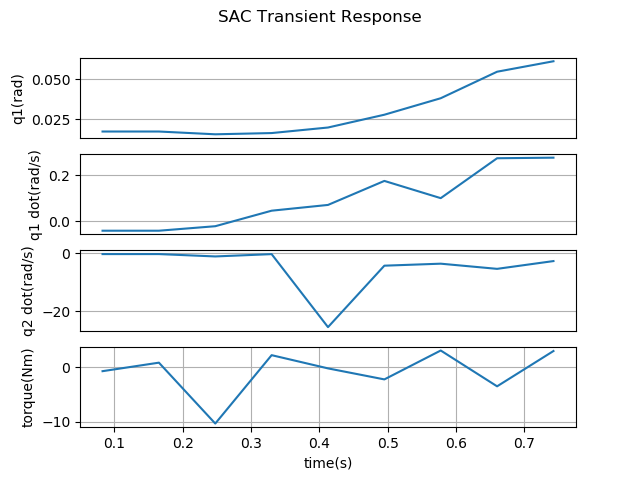 SAC Transient Response
0.050
0.025
q1(rad)
0.2
0.0
q1 dot(rad/s)
0
−20
q2 dot(rad/s)
0
−10
torque(Nm)
0.1 0.2 0.3 0.4 0.5 0.6 0.7
time(s)